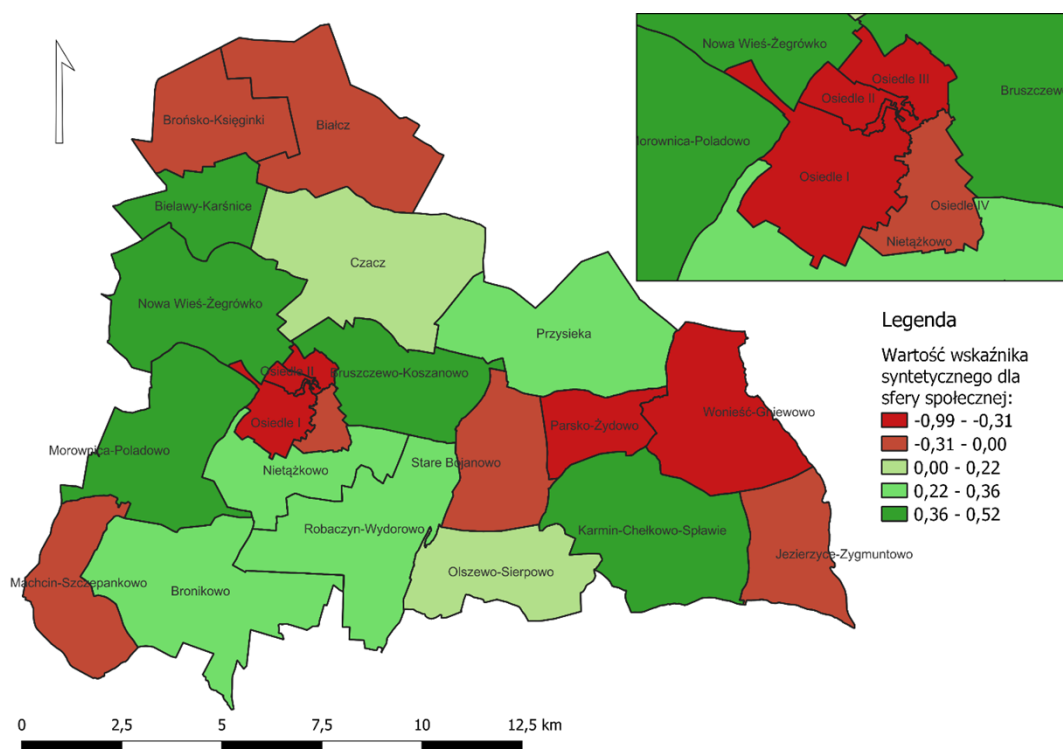 Nowa Wieś-Żegrówko
Osiedle III
Osiedle II
Bruszczewo
Morownica-Poladowo
Osiedle I
Osiedle IV
Nietążkowo
Brońsko-Księginki
Białcz
Bielawy-Karśnice
Czacz
Nowa Wieś-Żegrówko
Przysieka
Osiedle II
Bruszczewo-Koszanowo
Osiedle I
Parsko-Żydowo
Wonieść-Gniewowo
Morownica-Poladowo
Nietążkowo
Stare Bojanowo
Robaczyn-Wydorowo
Karmin-Chełkowo-Spławie
Jezierzyce-Zygmuntowo
Machcin-Szczepankowo
Bronikowo
Olszewo-Sierpowo
Legenda
Wartość wskaźnika
syntetycznego dla
sfery społecznej:
-0,99 - -0,31
-0,31 - 0,00
0,00 - 0,22
0,22 - 0,36
0,36 - 0,52
0 2,5 5 7,5 10 12,5 km